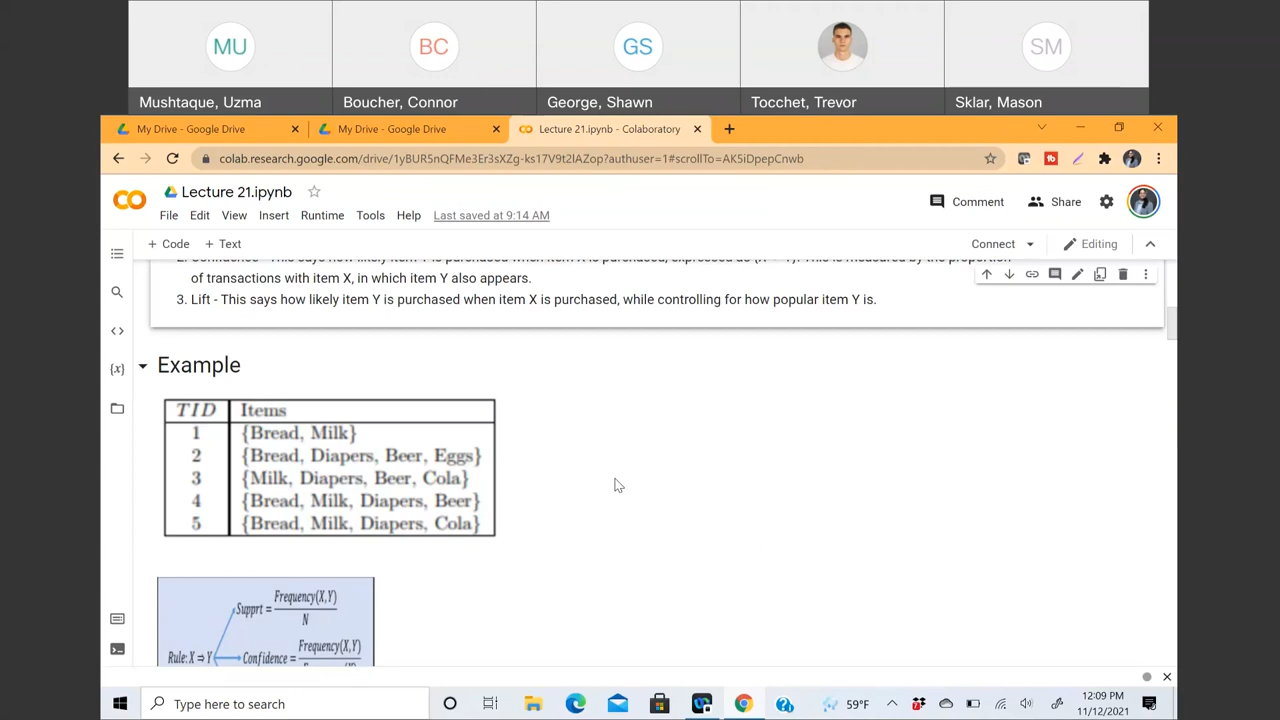 MU
BC
GS
SM
Mushtaque, Uzma
Boucher, Connor
George, Shawn
Tocchet, Trevor
Sklar, Mason
My Drive - Google Drive
My Drive - Google Drive
Lecture 21.ipynb - Colaboratory
colab.research.google.com/drive/1yBUR5nQFMe3Er3sXZg-ks17V9t2lAZop?authuser=1#scrollTo=AK5iDpepCnwb
CO
Lecture 21.ipynb
File Edit View Insert Runtime Tools Help Last saved at 9:14 AM
Comment
Share
+ Code + Text
Connect
Editing
of transactions with item X, in which item Y also appears.
3. Lift - This says how likely item Y is purchased when item X is purchased, while controlling for how popular item Y is.
Example
TID Items
1 {Bread, Milk}
2 {Bread, Diapers, Beer, Eggs}
3 {Milk, Diapers, Beer, Cola}
4 {Bread, Milk, Diapers, Beer}
5 {Bread, Milk, Diapers, Cola}
Supprt = Frequency(X,Y) / N
Rule: X ⇒ Y
Confidence = Frequency(X,Y)
Type here to search
59°F
12:09 PM
11/12/2021